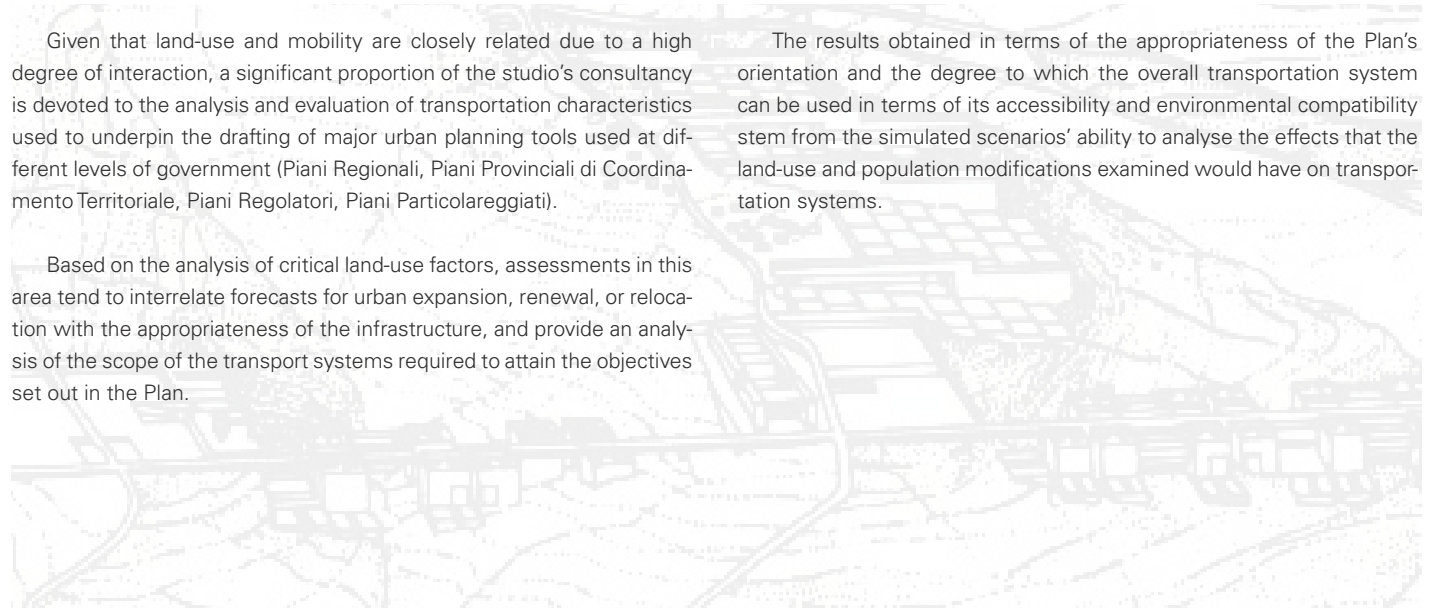 Given that land-use and mobility are closely related due to a high
degree of interaction, a significant proportion of the studio’s consultancy
is devoted to the analysis and evaluation of transportation characteristics
used to underpin the drafting of major urban planning tools used at dif-
ferent levels of government (Piani Regionali, Piani Provinciali di Coordina-
mento Territoriale, Piani Regolatori, Piani Particolareggiati).
Based on the analysis of critical land-use factors, assessments in this
area tend to interrelate forecasts for urban expansion, renewal, or reloca-
tion with the appropriateness of the infrastructure, and provide an analy-
sis of the scope of the transport systems required to attain the objectives
set out in the Plan.
The results obtained in terms of the appropriateness of the Plan’s
orientation and the degree to which the overall transportation system
can be used in terms of its accessibility and environmental compatibility
stem from the simulated scenarios’ ability to analyse the effects that the
land-use and population modifications examined would have on transpor-
tation systems.